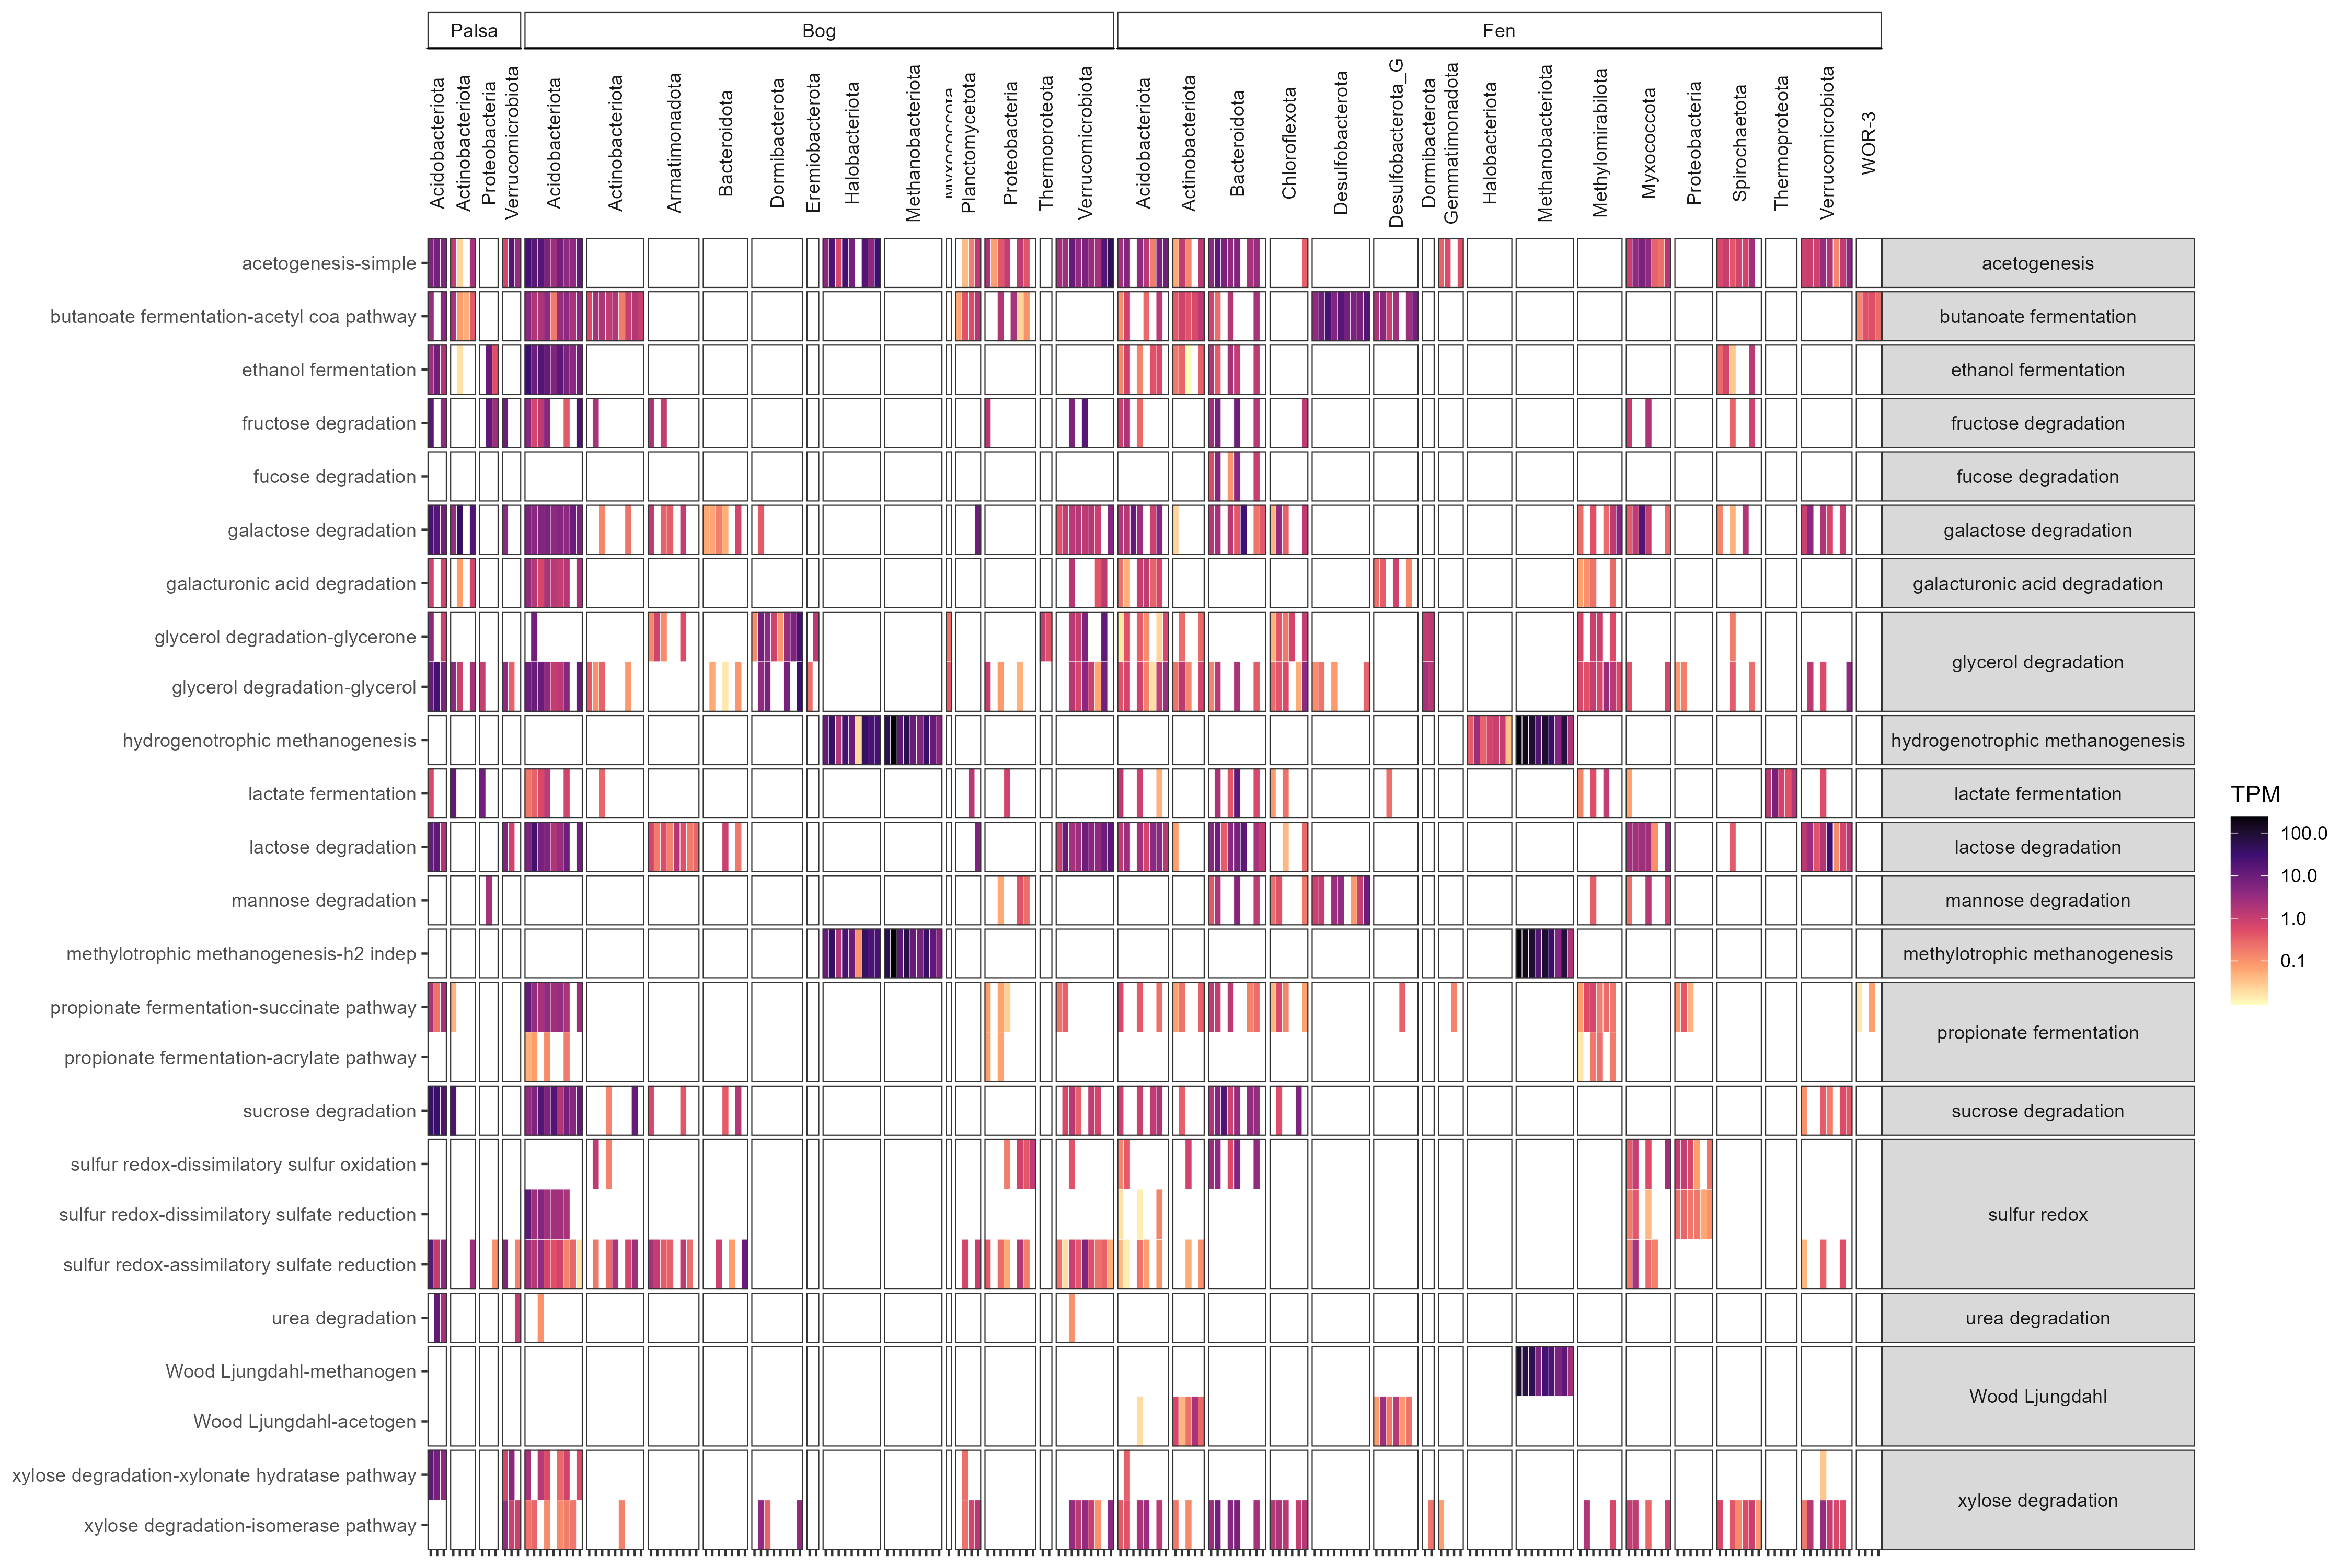 Palsa Bog Fen
Acidobacteriota
Actinobacteriota
Proteobacteria
Verrucomicrobiota
Acidobacteriota
Actinobacteriota
Armatimonadota
Bacteroidota
Dormibacterota
Eremiobacterota
Halobacteriota
Methanobacteriota
Planctomycetota
Proteobacteria
Thermoproteota
Verrucomicrobiota
Acidobacteriota
Actinobacteriota
Bacteroidota
Chloroflexota
Desulfobacterota
Desulfobacterota_G
Dormibacterota
Gemmatimonadota
Halobacteriota
Methanobacteriota
Methylomirabilota
Myxococcota
Proteobacteria
Spirochaetota
Thermoproteota
Verrucomicrobiota
WOR-3
acetogenesis-simple acetogenesis
butanoate fermentation-acetyl coa pathway butanoate fermentation
ethanol fermentation ethanol fermentation
fructose degradation fructose degradation
fucose degradation fucose degradation
galactose degradation galactose degradation
galacturonic acid degradation galacturonic acid degradation
glycerol degradation-glycerone
glycerol degradation
glycerol degradation-glycerol
hydrogenotrophic methanogenesis hydrogenotrophic methanogenesis
lactate fermentation lactate fermentation
lactose degradation lactose degradation
mannose degradation mannose degradation
methylotrophic methanogenesis-h2 indep methylotrophic methanogenesis
propionate fermentation-succinate pathway
propionate fermentation
propionate fermentation-acrylate pathway
sucrose degradation sucrose degradation
sulfur redox-dissimilatory sulfur oxidation
sulfur redox-dissimilatory sulfate reduction sulfur redox
sulfur redox-assimilatory sulfate reduction
urea degradation urea degradation
Wood Ljungdahl-methanogen
Wood Ljungdahl
Wood Ljungdahl-acetogen
xylose degradation-xylonate hydratase pathway
xylose degradation
xylose degradation-isomerase pathway
TPM
100.0
10.0
1.0
0.1